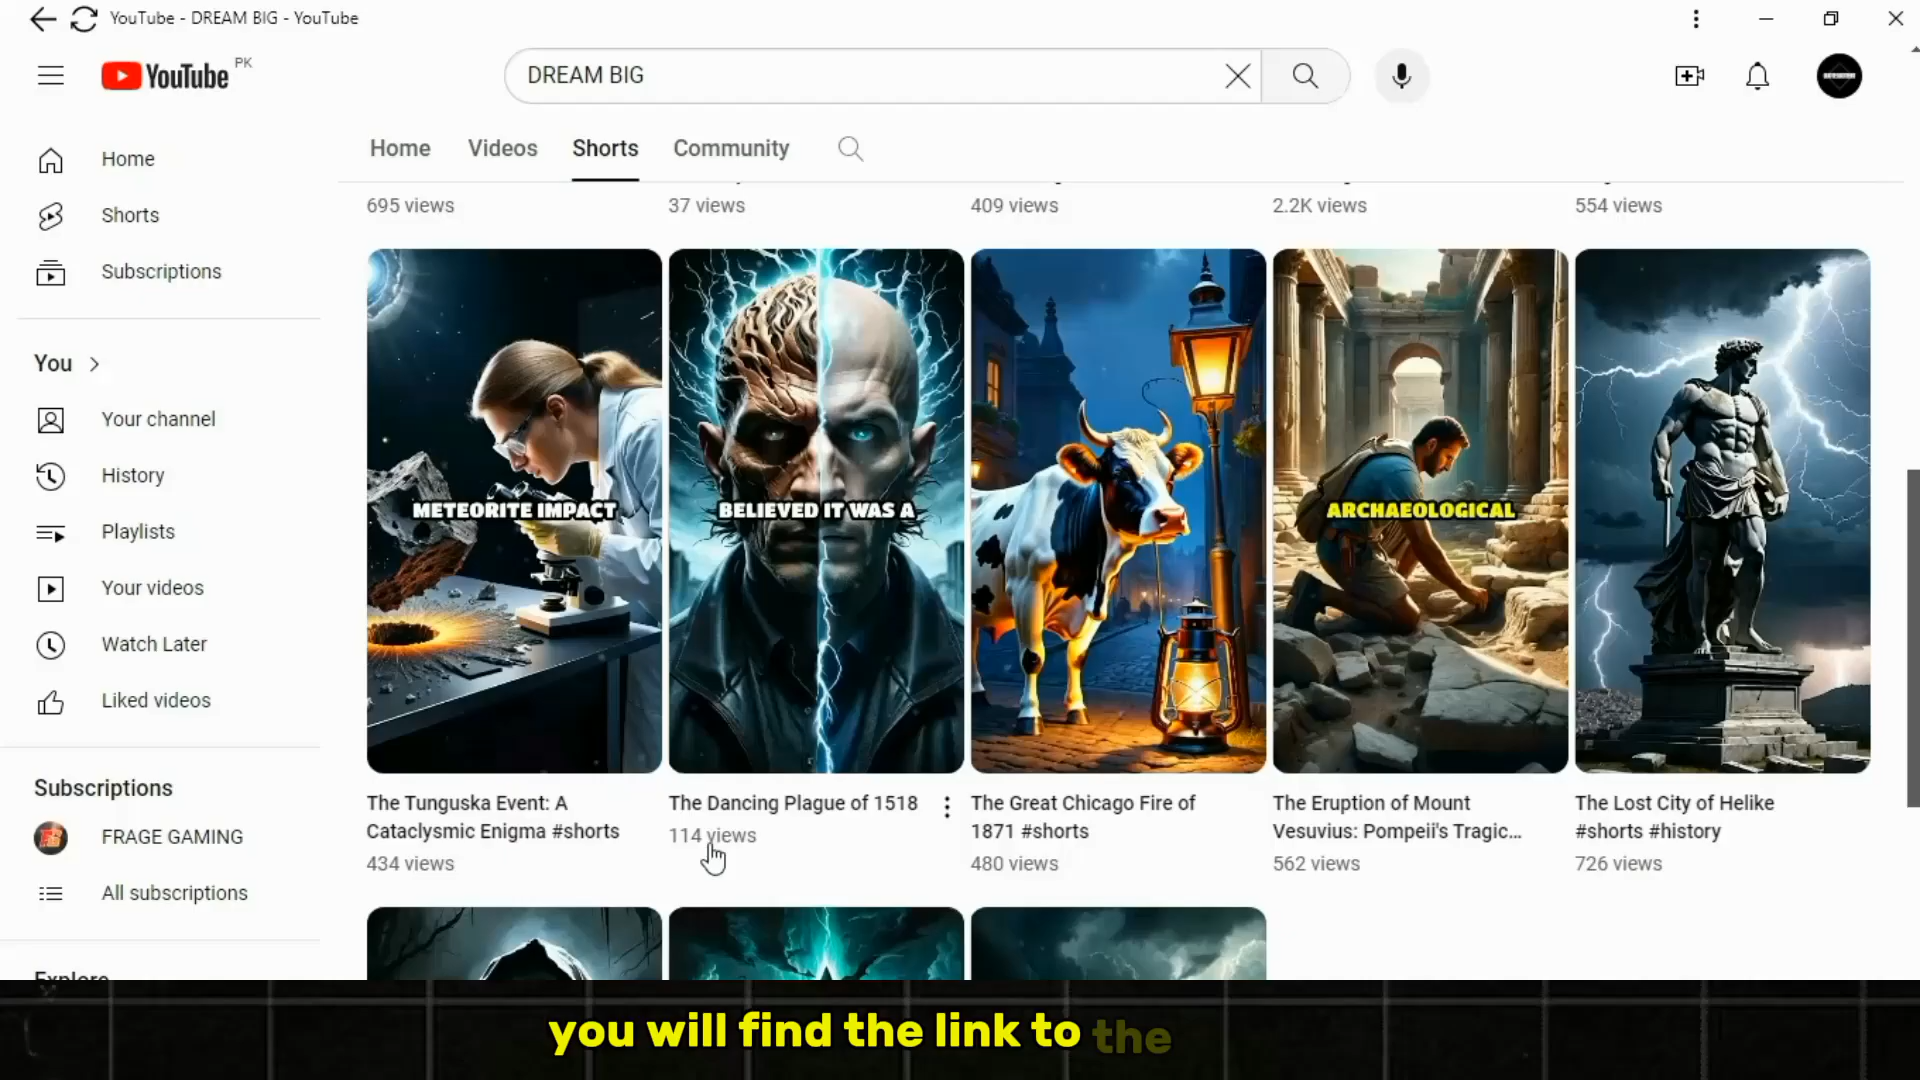 YouTube - DREAM BIG - YouTube
YouTube PK
DREAM BIG
Home
Videos
Shorts
Community
Home
Shorts
Subscriptions
You
Your channel
History
Playlists
Your videos
Watch Later
Liked videos
Subscriptions
FRAGE GAMING
All subscriptions
Explore
695 views
37 views
409 views
2.2K views
554 views
METEORITE IMPACT
BELIEVED IT WAS A
ARCHAEOLOGICAL
The Tunguska Event: A
Cataclysmic Enigma #shorts
434 views
The Dancing Plague of 1518
114 views
The Great Chicago Fire of
1871 #shorts
480 views
The Eruption of Mount
Vesuvius: Pompeii's Tragic...
562 views
The Lost City of Helike
#shorts #history
726 views
you will find the link to the